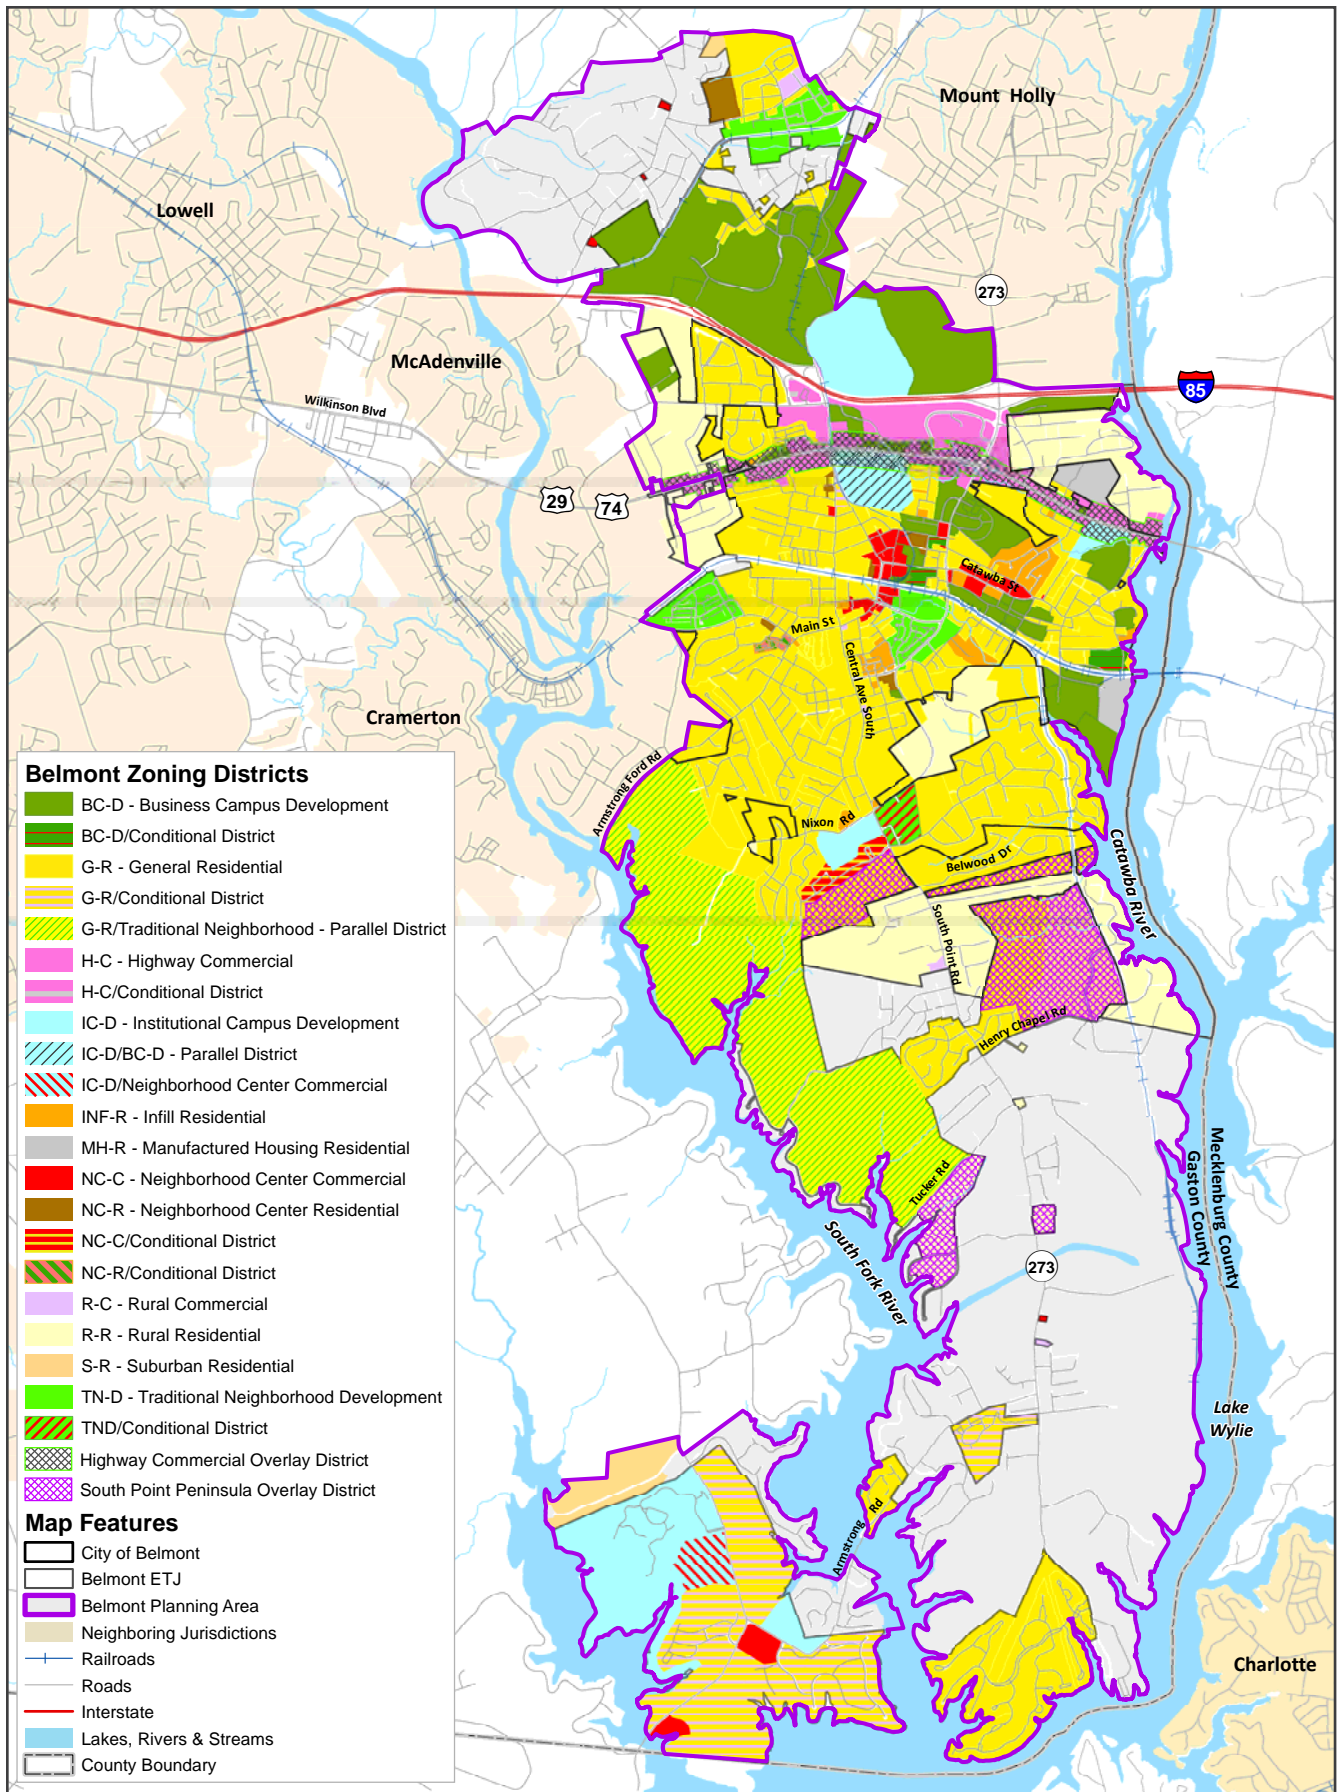 Mount Holly
Lowell
273
McAdenville
85
Wilkinson Blvd
29
74
Catawba St
Main St
Central Ave South
Cramerton
Armstrong Ford Rd
Nixon Rd
Belwood Dr
Catawba River
South Point Rd
Henry Chapel Rd
Mecklenburg County
Gaston County
Tucker Rd
South Fork River
273
Lake
Wylie
Armstrong Rd
Charlotte
Belmont Zoning Districts
BC-D - Business Campus Development
BC-D/Conditional District
G-R - General Residential
G-R/Conditional District
G-R/Traditional Neighborhood - Parallel District
H-C - Highway Commercial
H-C/Conditional District
IC-D - Institutional Campus Development
IC-D/BC-D - Parallel District
IC-D/Neighborhood Center Commercial
INF-R - Infill Residential
MH-R - Manufactured Housing Residential
NC-C - Neighborhood Center Commercial
NC-R - Neighborhood Center Residential
NC-C/Conditional District
NC-R/Conditional District
R-C - Rural Commercial
R-R - Rural Residential
S-R - Suburban Residential
TN-D - Traditional Neighborhood Development
TND/Conditional District
Highway Commercial Overlay District
South Point Peninsula Overlay District
Map Features
City of Belmont
Belmont ETJ
Belmont Planning Area
Neighboring Jurisdictions
Railroads
Roads
Interstate
Lakes, Rivers & Streams
County Boundary